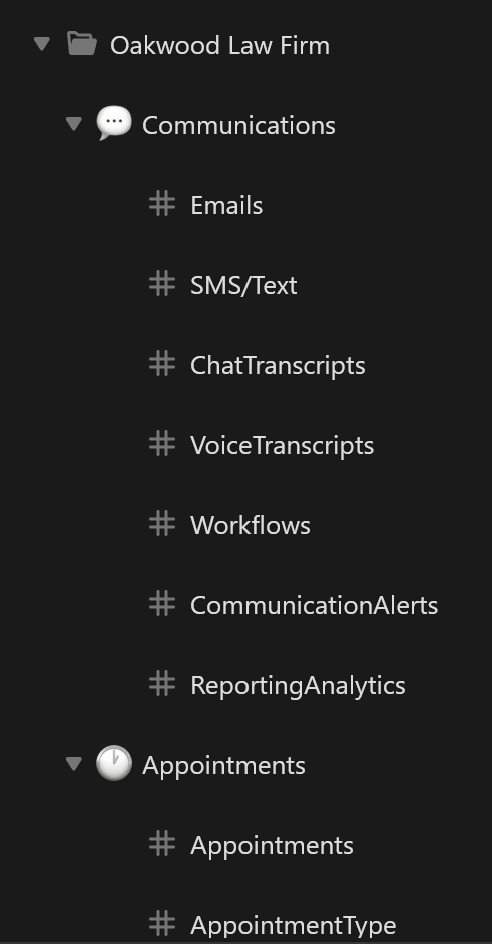 Oakwood Law Firm
Communications
# Emails
# SMS/Text
# ChatTranscripts
# VoiceTranscripts
# Workflows
# CommunicationAlerts
# ReportingAnalytics
Appointments
# Appointments
# AppointmentType